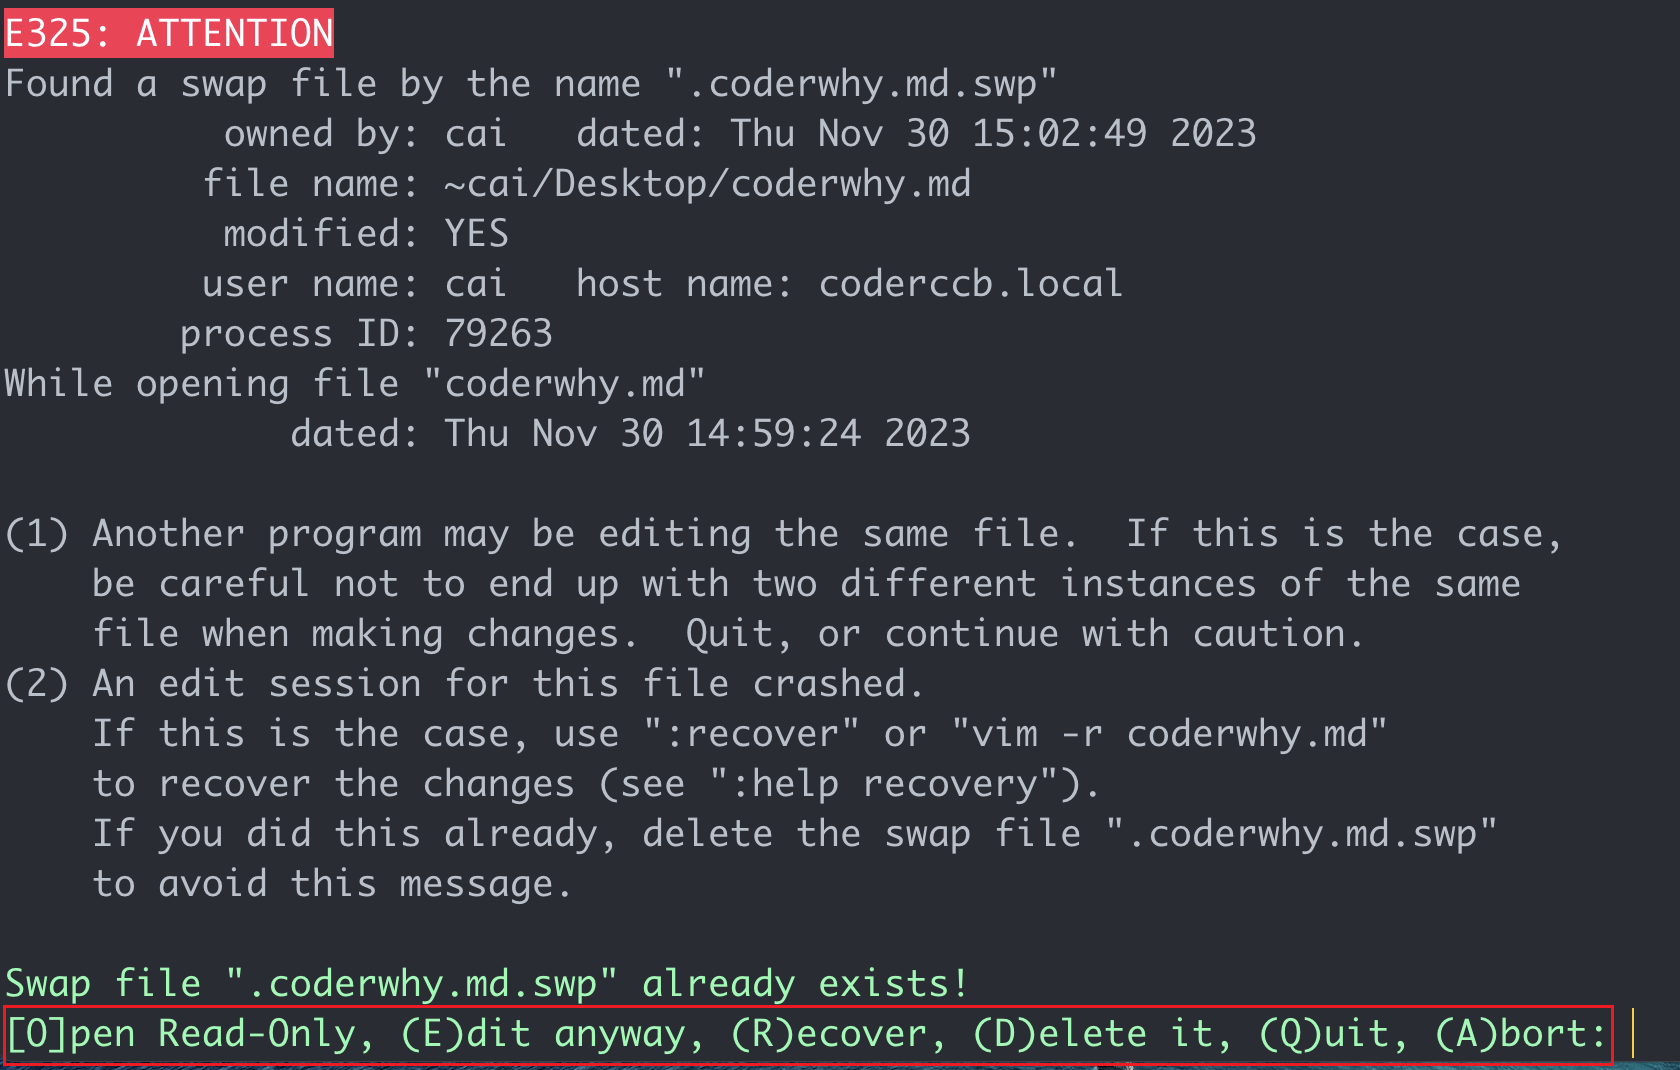 E325: ATTENTION
Found a swap file by the name ".coderwhy.md.swp"
          owned by: cai   dated: Thu Nov 30 15:02:49 2023
         file name: ~cai/Desktop/coderwhy.md
          modified: YES
         user name: cai   host name: coderccb.local
        process ID: 79263
While opening file "coderwhy.md"
             dated: Thu Nov 30 14:59:24 2023

(1) Another program may be editing the same file.  If this is the case,
    be careful not to end up with two different instances of the same
    file when making changes.  Quit, or continue with caution.
(2) An edit session for this file crashed.
    If this is the case, use ":recover" or "vim -r coderwhy.md"
    to recover the changes (see ":help recovery").
    If you did this already, delete the swap file ".coderwhy.md.swp"
    to avoid this message.

Swap file ".coderwhy.md.swp" already exists!
[O]pen Read-Only, (E)dit anyway, (R)ecover, (D)elete it, (Q)uit, (A)bort: